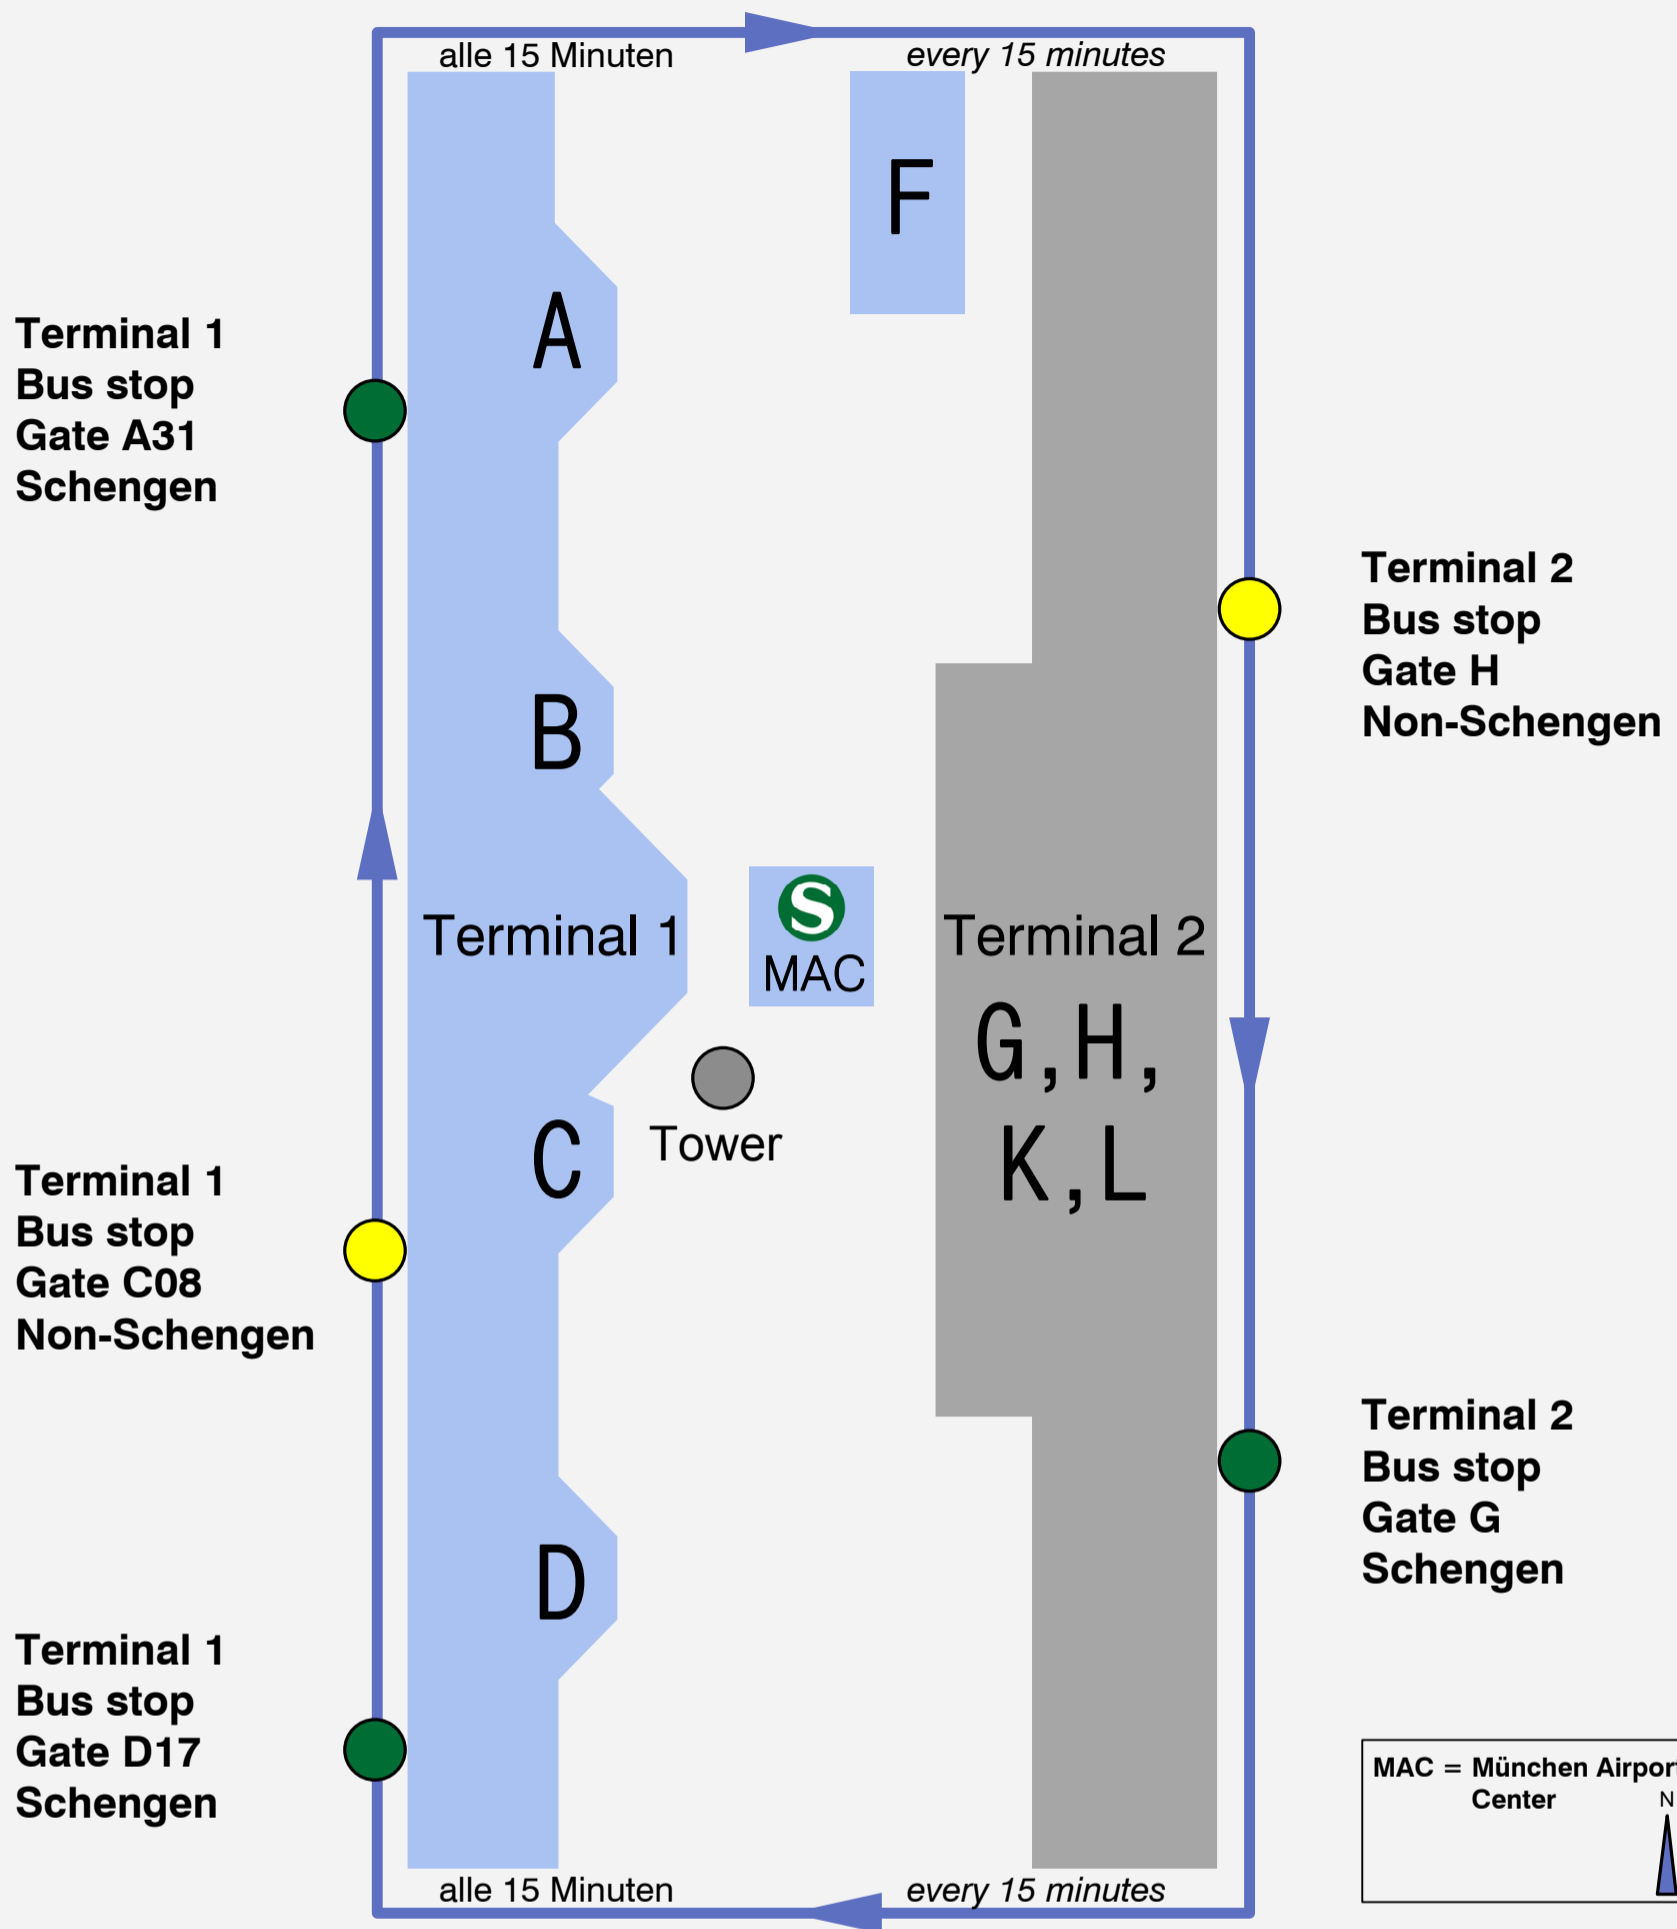 alle 15 Minuten
every 15 minutes
F
A
Terminal 1
Bus stop
Gate A31
Schengen
Terminal 2
Bus stop
Gate H
Non-Schengen
B
Terminal 1
S
MAC
Terminal 2
G,H,
K,L
Tower
C
Terminal 1
Bus stop
Gate C08
Non-Schengen
Terminal 2
Bus stop
Gate G
Schengen
D
Terminal 1
Bus stop
Gate D17
Schengen
MAC = München Airport
Center
N
alle 15 Minuten
every 15 minutes